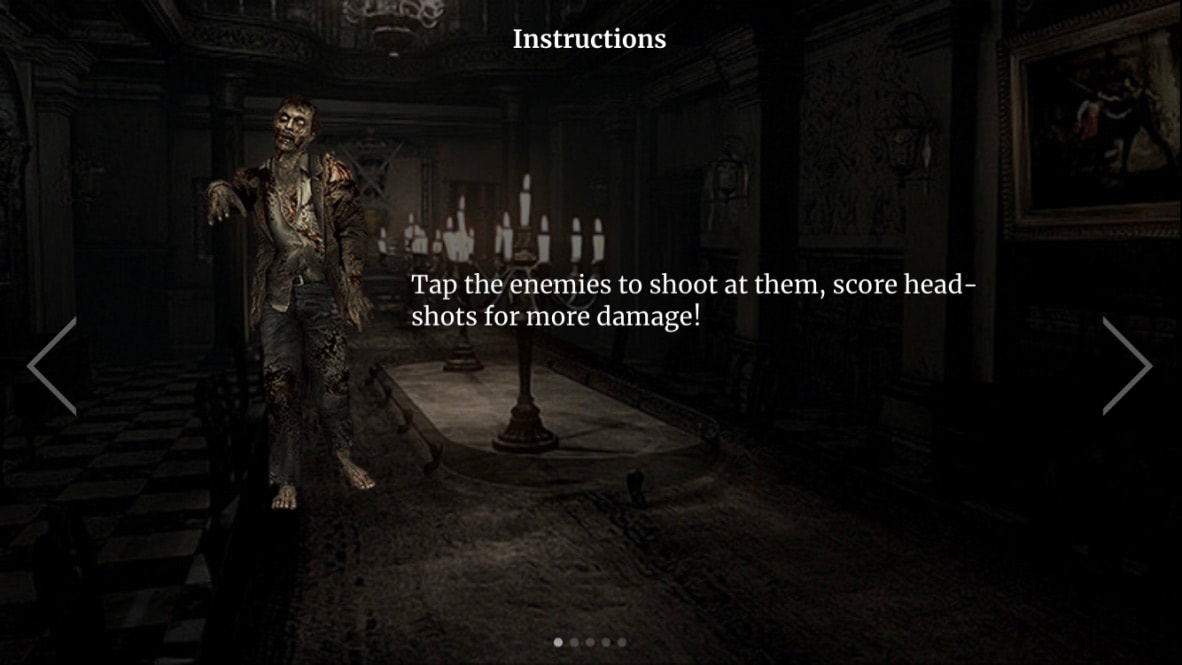 Instructions
Tap the enemies to shoot at them, score head-
shots for more damage!